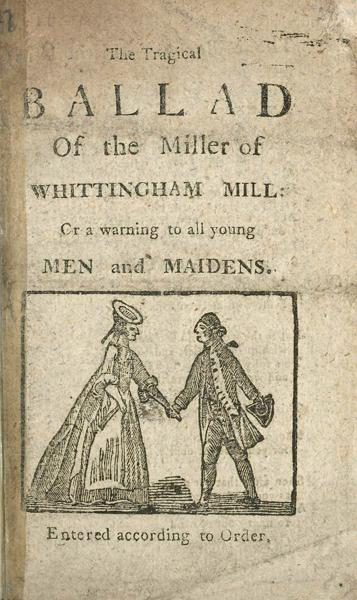 The Tragical
BALLAD
Of the Miller of
WHITTINGHAM MILL:
Or a warning to all young
MEN and MAIDENS.
Entered according to Order,